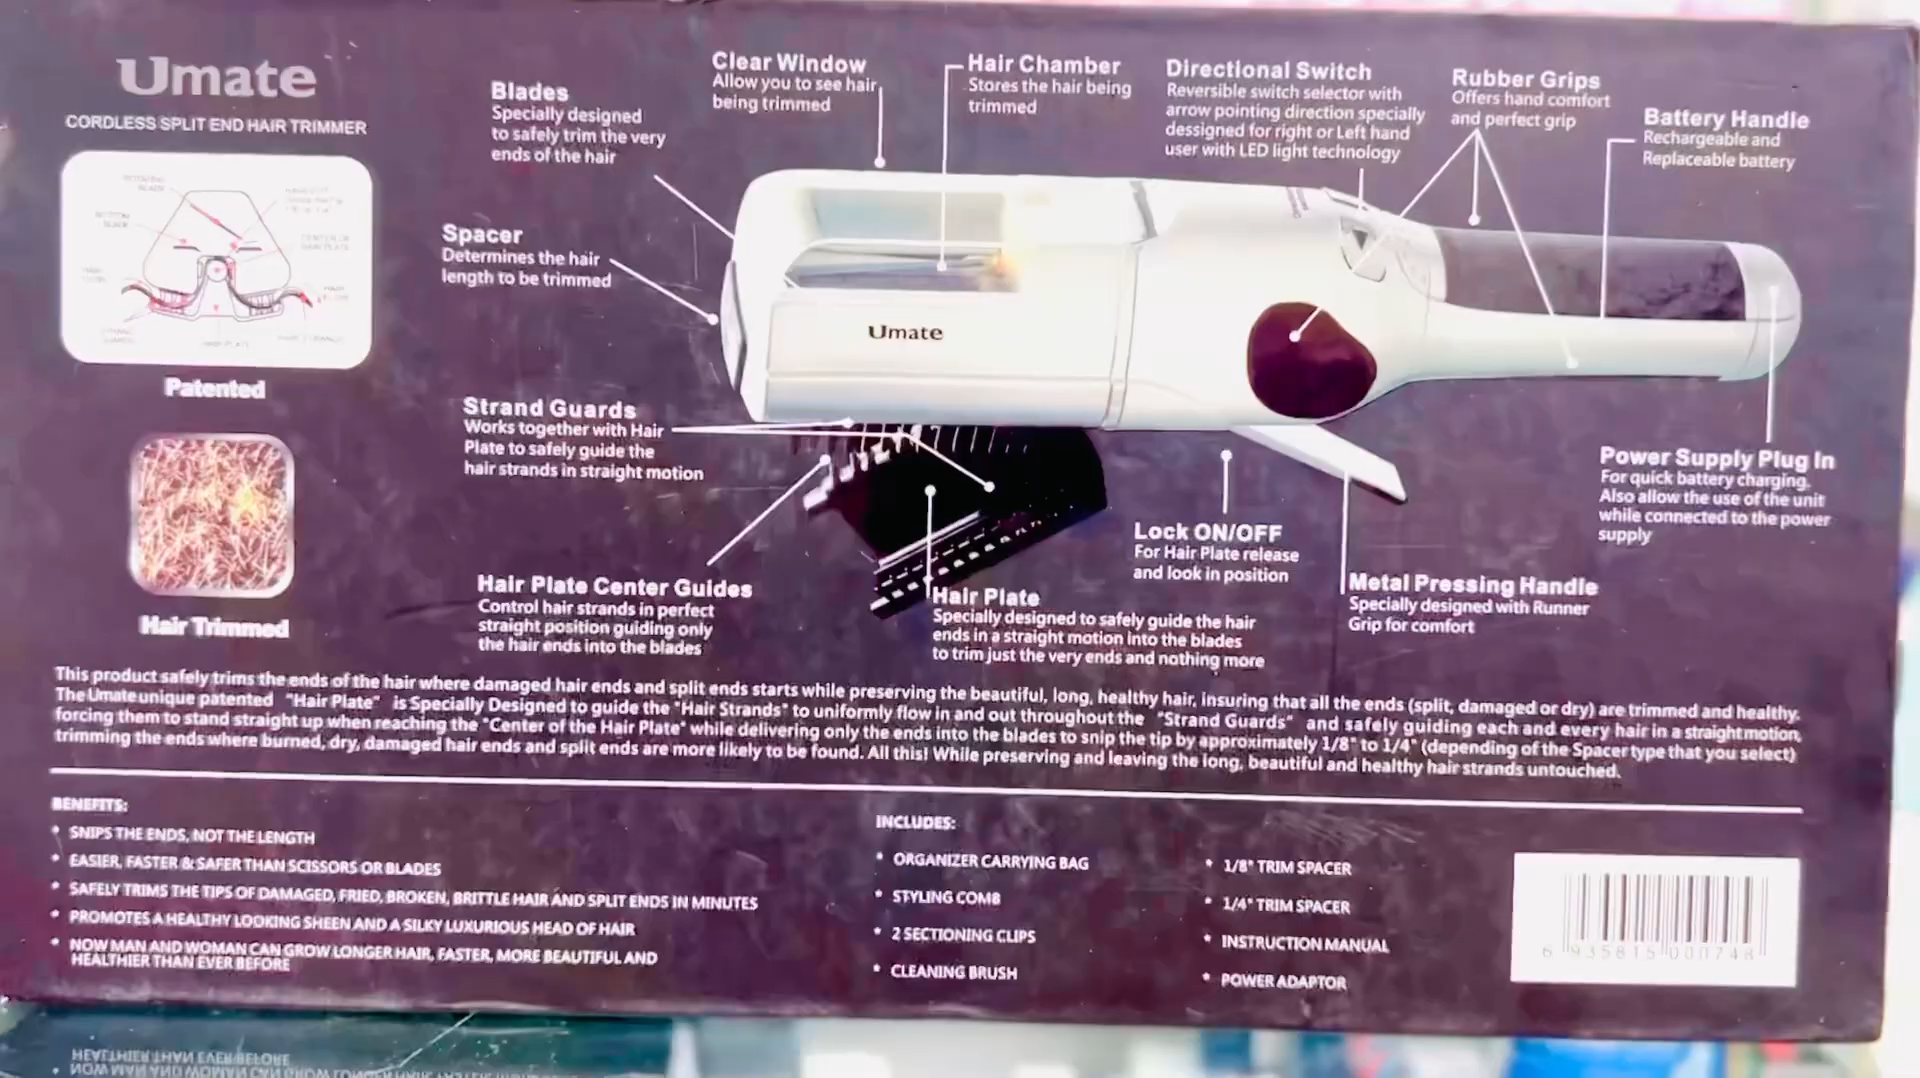 Umate
CORDLESS SPLIT END HAIR TRIMMER
Patented
Hair Trimmed
Blades
Specially designed
to safely trim the very
ends of the hair
Clear Window
Allow you to see hair
being trimmed
Hair Chamber
Stores the hair being
trimmed
Directional Switch
Reversible switch selector with
arrow pointing direction specially
dessigned for right or Left hand
user with LED light technology
Rubber Grips
Offers hand comfort
and perfect grip
Battery Handle
Rechargeable and
Replaceable battery
Spacer
Determines the hair
length to be trimmed
Umate
Strand Guards
Works together with Hair
Plate to safely guide the
hair strands in straight motion
Hair Plate Center Guides
Control hair strands in perfect
straight position guiding only
the hair ends into the blades
Hair Plate
Specially designed to safely guide the hair
ends in a straight motion into the blades
to trim just the very ends and nothing more
Lock ON/OFF
For Hair Plate release
and look in position
Metal Pressing Handle
Specially designed with Runner
Grip for comfort
Power Supply Plug In
For quick battery charging.
Also allow the use of the unit
while connected to the power
supply
This product safely trims the ends of the hair where damaged hair ends and split ends starts while preserving the beautiful, long, healthy hair, insuring that all the ends (split, damaged or dry) are trimmed and healthy.
The Umate unique patented "Hair Plate" is Specially Designed to guide the "Hair Strands" to uniformly flow in and out throughout the "Strand Guards" and safely guiding each and every hair in a straight motion,
forcing them to stand straight up when reaching the "Center of the Hair Plate" while delivering only the ends into the blades to snip the tip by approximately 1/8" to 1/4" (depending of the Spacer type that you select)
trimming the ends where burned, dry, damaged hair ends and split ends are more likely to be found. All this! While preserving and leaving the long, beautiful and healthy hair strands untouched.
BENEFITS:
* SNIPS THE ENDS, NOT THE LENGTH
* EASIER, FASTER & SAFER THAN SCISSORS OR BLADES
* SAFELY TRIMS THE TIPS OF DAMAGED, FRIED, BROKEN, BRITTLE HAIR AND SPLIT ENDS IN MINUTES
* PROMOTES A HEALTHY LOOKING SHEEN AND A SILKY LUXURIOUS HEAD OF HAIR
* NOW MAN AND WOMAN CAN GROW LONGER HAIR, FASTER, MORE BEAUTIFUL AND
HEALTHIER THAN EVER BEFORE
INCLUDES:
* ORGANIZER CARRYING BAG
* STYLING COMB
* 2 SECTIONING CLIPS
* CLEANING BRUSH
* 1/8" TRIM SPACER
* 1/4" TRIM SPACER
* INSTRUCTION MANUAL
* POWER ADAPTOR
6 935815 000748